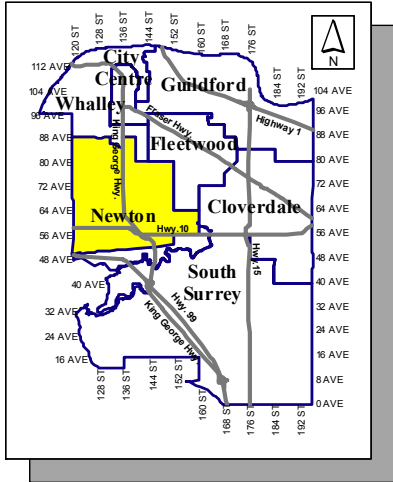 120 ST
128 ST
136 ST
144 ST
152 ST
160 ST
168 ST
176 ST
184 ST
192 ST
N
City
Centre
Guildford
Whalley
Fleetwood
Newton
Cloverdale
South
Surrey
112 AVE
104 AVE
96 AVE
88 AVE
80 AVE
72 AVE
64 AVE
56 AVE
48 AVE
40 AVE
32 AVE
24 AVE
16 AVE
104 AVE
96 AVE
88 AVE
80 AVE
72 AVE
64 AVE
56 AVE
48 AVE
40 AVE
32 AVE
24 AVE
16 AVE
8 AVE
0 AVE
King George Hwy.
Fraser Hwy.
Highway 1
Hwy.10
Hwy.15
Hwy. 99
King George Hwy.
128 ST
136 ST
144 ST
152 ST
160 ST
168 ST
176 ST
184 ST
192 ST